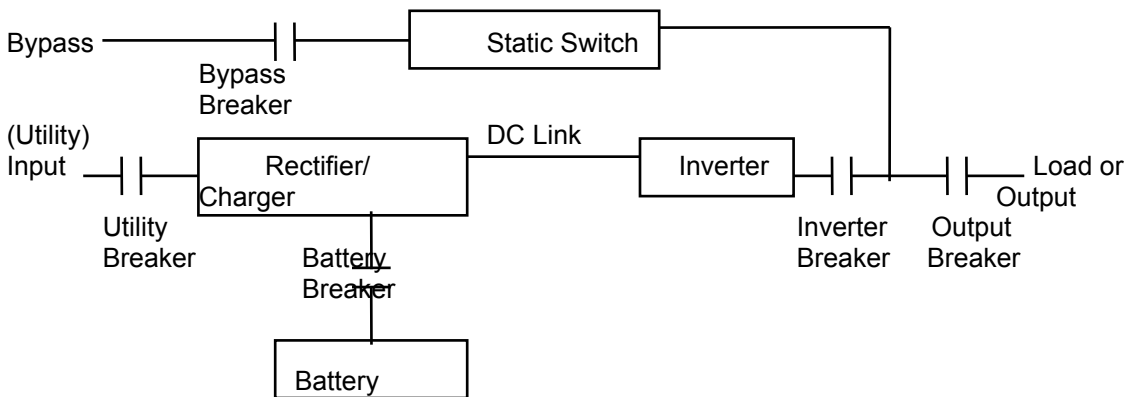 Bypass
Static Switch
Bypass
Breaker
(Utility)
Input
DC Link
Rectifier/
Charger
Inverter
Load or
Output
Utility
Breaker
Battery
Breaker
Inverter
Breaker
Output
Breaker
Battery